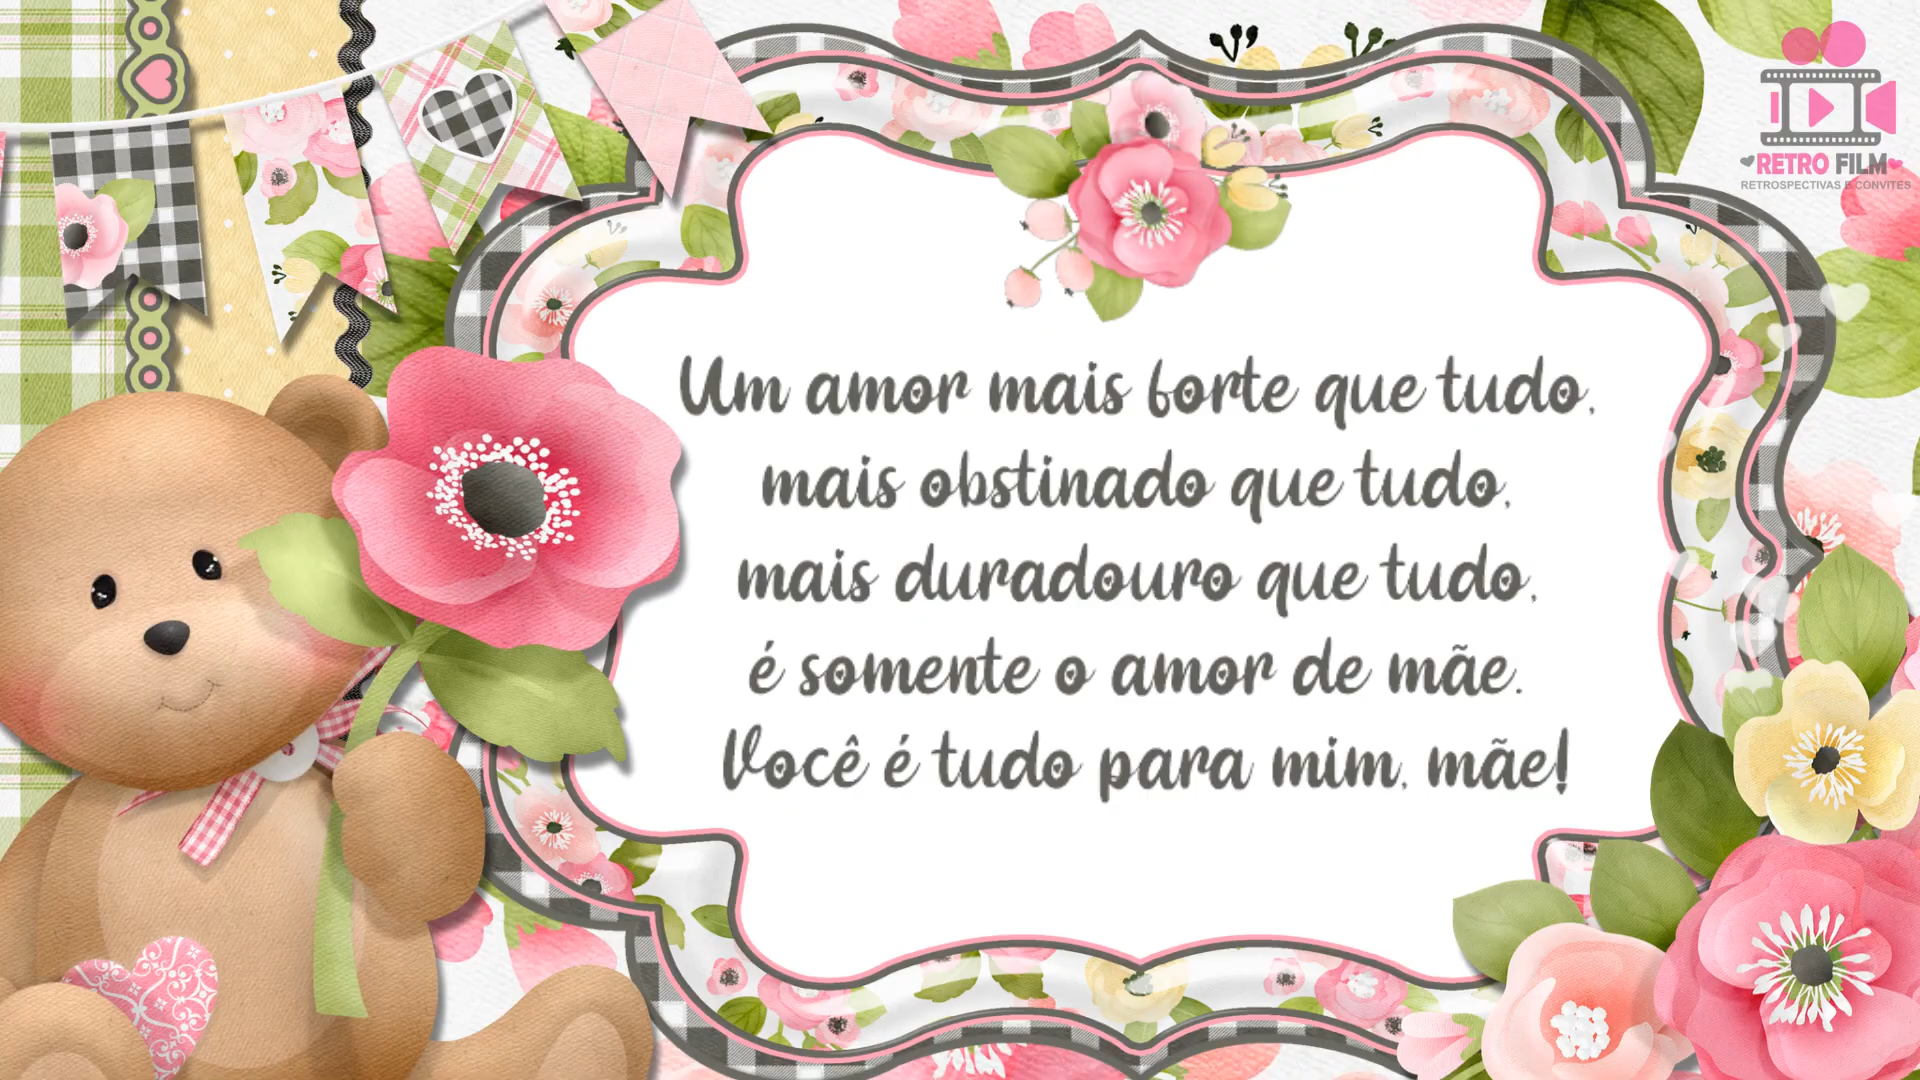 RETRO FILM
RETROSPECTIVAS E CONVITES
Um amor mais forte que tudo,
mais obstinado que tudo,
mais duradouro que tudo,
é somente o amor de mãe.
Você é tudo para mim, mãe!